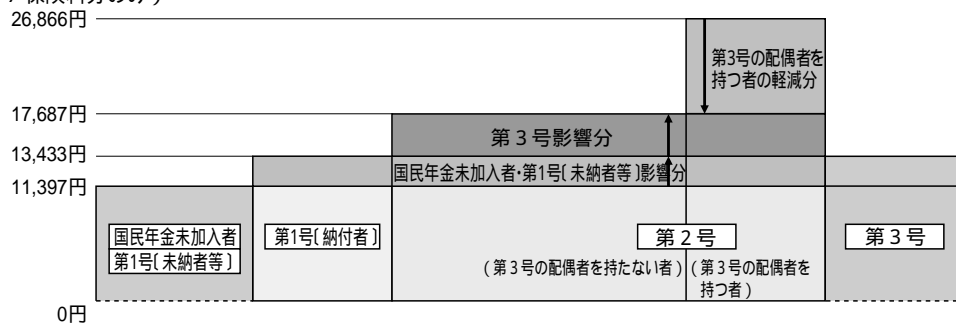 保険料分のみ）
26,866円
第3号の配偶者を
持つ者の軽減分
17,687円
第３号影響分
13,433円
国民年金未加入者・第1号〔未納者等〕影響分
11,397円
国民年金未加入者
第1号〔未納者等〕
第1号〔納付者〕
第２号
第３号
（第３号の配偶者を持たない者）
（第３号の配偶者を
持つ者）
0円